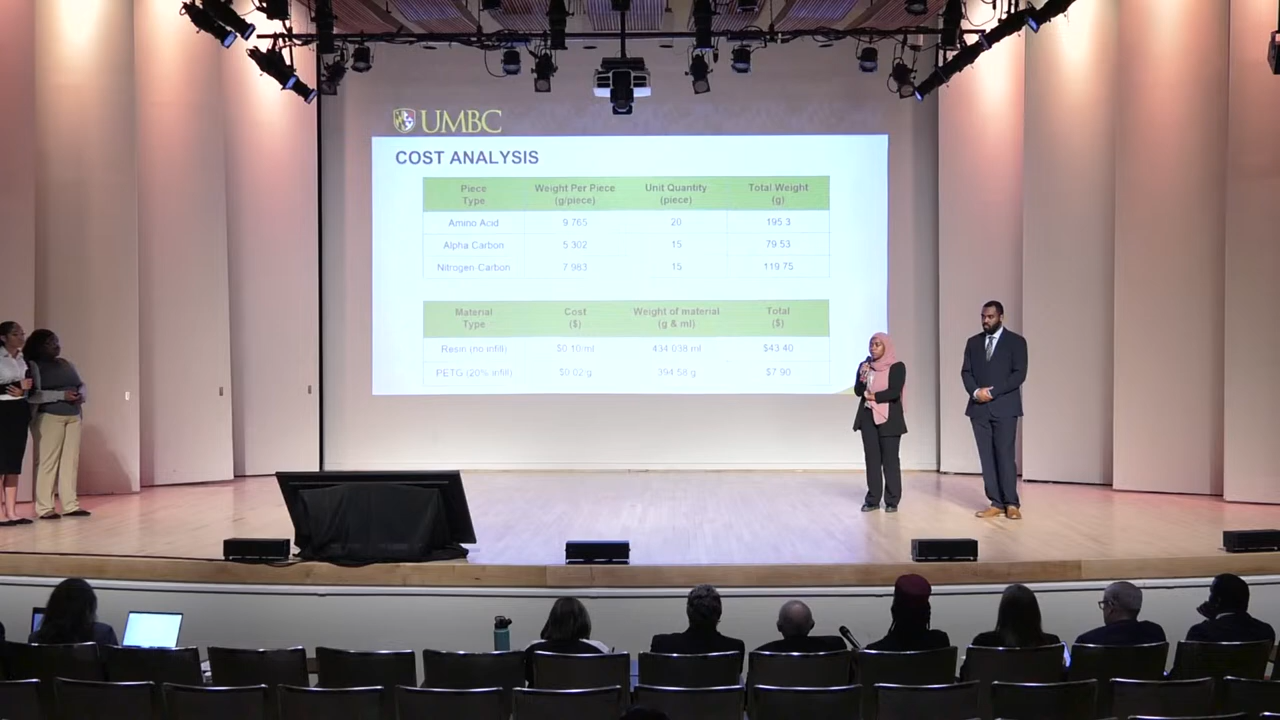 UMBC
COST ANALYSIS
Piece Type Weight Per Piece (g/piece) Unit Quantity (piece) Total Weight (g)
Amino Acid 9.765 20 195.3
Alpha Carbon 5.302 15 79.53
Nitrogen Carbon 7.983 15 119.75
Material Type Cost ($) Weight of material (g & ml) Total ($)
Resin (no infill) $0.10/ml 434.038 ml $43.40
PETG (20% infill) $0.02/g 394.58 g $7.90